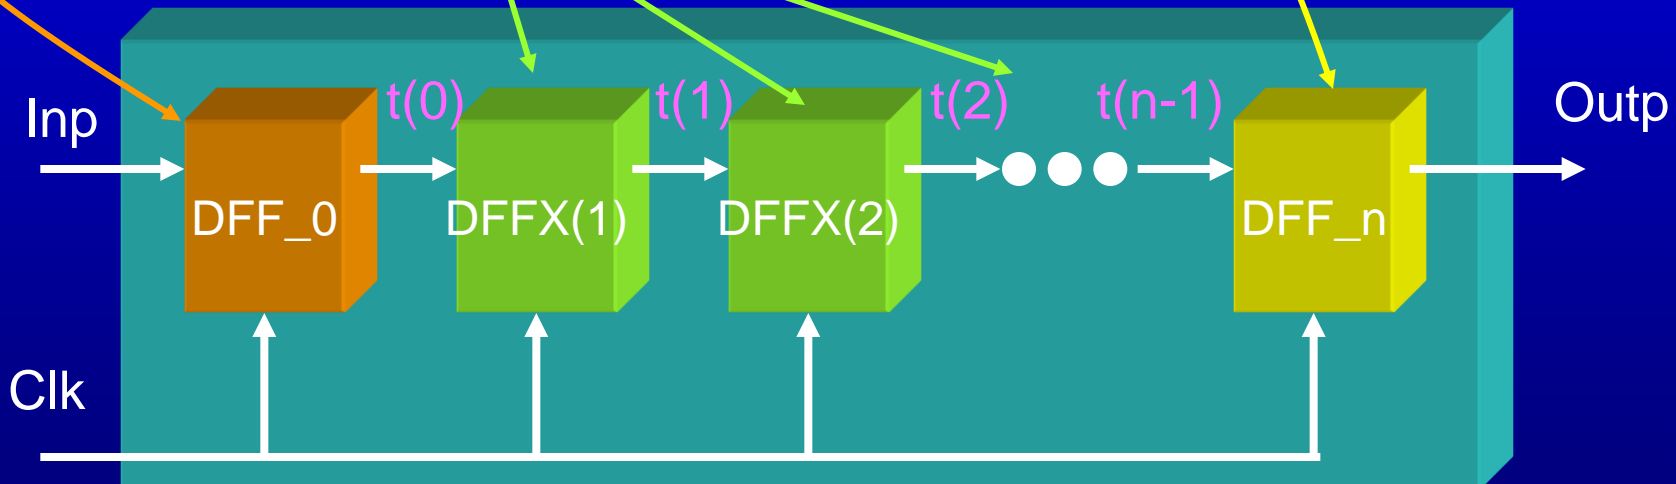 Inp
t(0)
t(1)
t(2)
t(n-1)
Outp
DFF_0
DFFX(1)
DFFX(2)
DFF_n
Clk